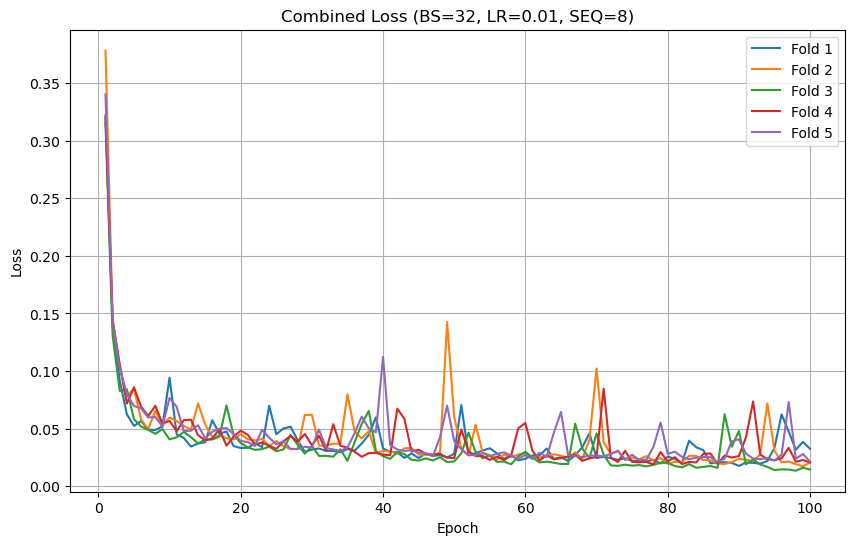 Combined Loss (BS=32, LR=0.01, SEQ=8)
Fold 1
Fold 2
Fold 3
Fold 4
Fold 5
Loss
0.35
0.30
0.25
0.20
0.15
0.10
0.05
0.00
0
20
40
60
80
100
Epoch